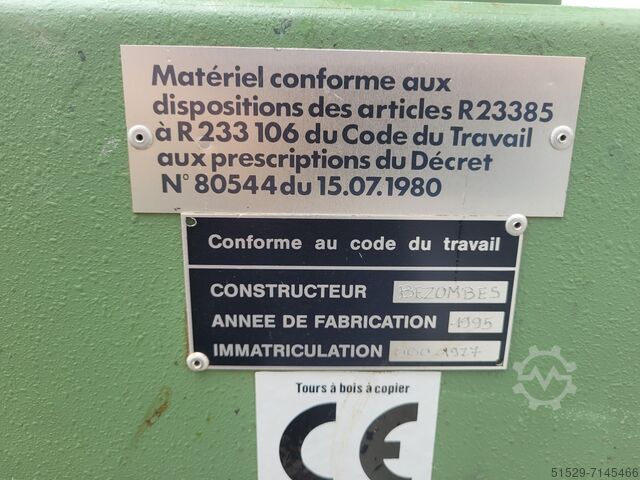 Matériel conforme aux
dispositions des articles R23385
à R 233 106 du Code du Travail
aux prescriptions du Décret
N° 80544 du 15.07.1980
Conforme au code du travail
CONSTRUCTEUR BEZOMBES
ANNEE DE FABRICATION 1995
IMMATRICULATION
Tours à bois à copier
CE
51529-7145466